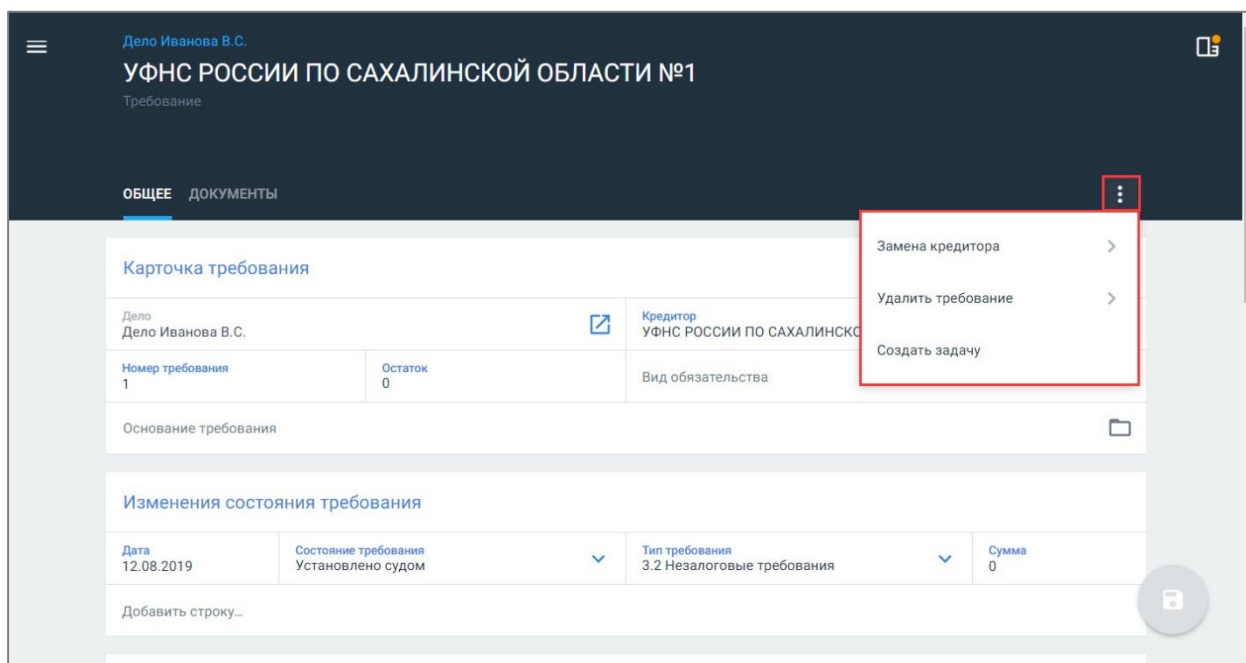 Дело Иванова В.С.
УФНС РОССИИ ПО САХАЛИНСКОЙ ОБЛАСТИ №1
Требование
ОБЩЕЕ ДОКУМЕНТЫ
Замена кредитора
Удалить требование
Создать задачу
Карточка требования
Дело
Дело Иванова В.С.
Кредитор
УФНС РОССИИ ПО
Номер требования
1
Остаток
0
Вид обязательства
Основание требования
Изменения состояния требования
Дата
12.08.2019
Состояние требования
Установлено судом
Тип требования
3.2 Незалоговые требования
Сумма
0
Добавить строку...